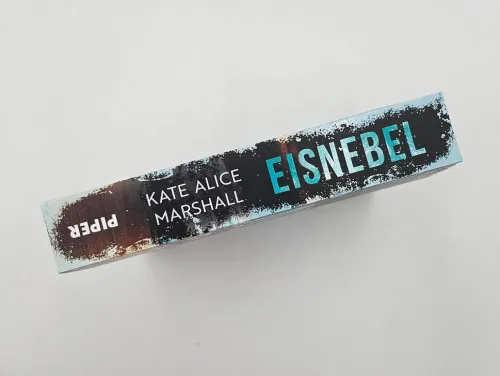 PIPER
KATE ALICE
MARSHALL
EISNEBEL